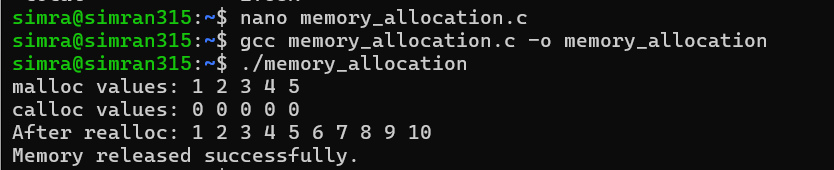 simra@simran315:~$ nano memory_allocation.c
simra@simran315:~$ gcc memory_allocation.c -o memory_allocation
simra@simran315:~$ ./memory_allocation
malloc values: 1 2 3 4 5
calloc values: 0 0 0 0 0
After realloc: 1 2 3 4 5 6 7 8 9 10
Memory released successfully.